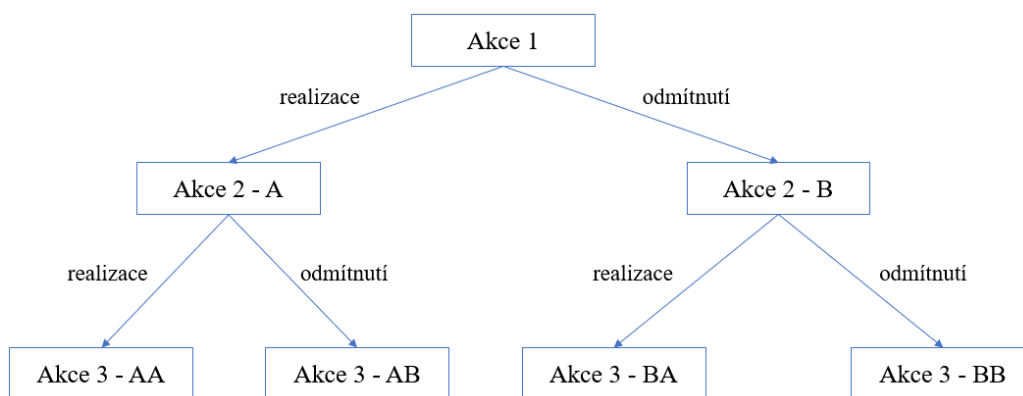 Akce 1
realizace
odmítnutí
Akce 2 - A
Akce 2 - B
realizace
odmítnutí
realizace
odmítnutí
Akce 3 - AA
Akce 3 - AB
Akce 3 - BA
Akce 3 - BB